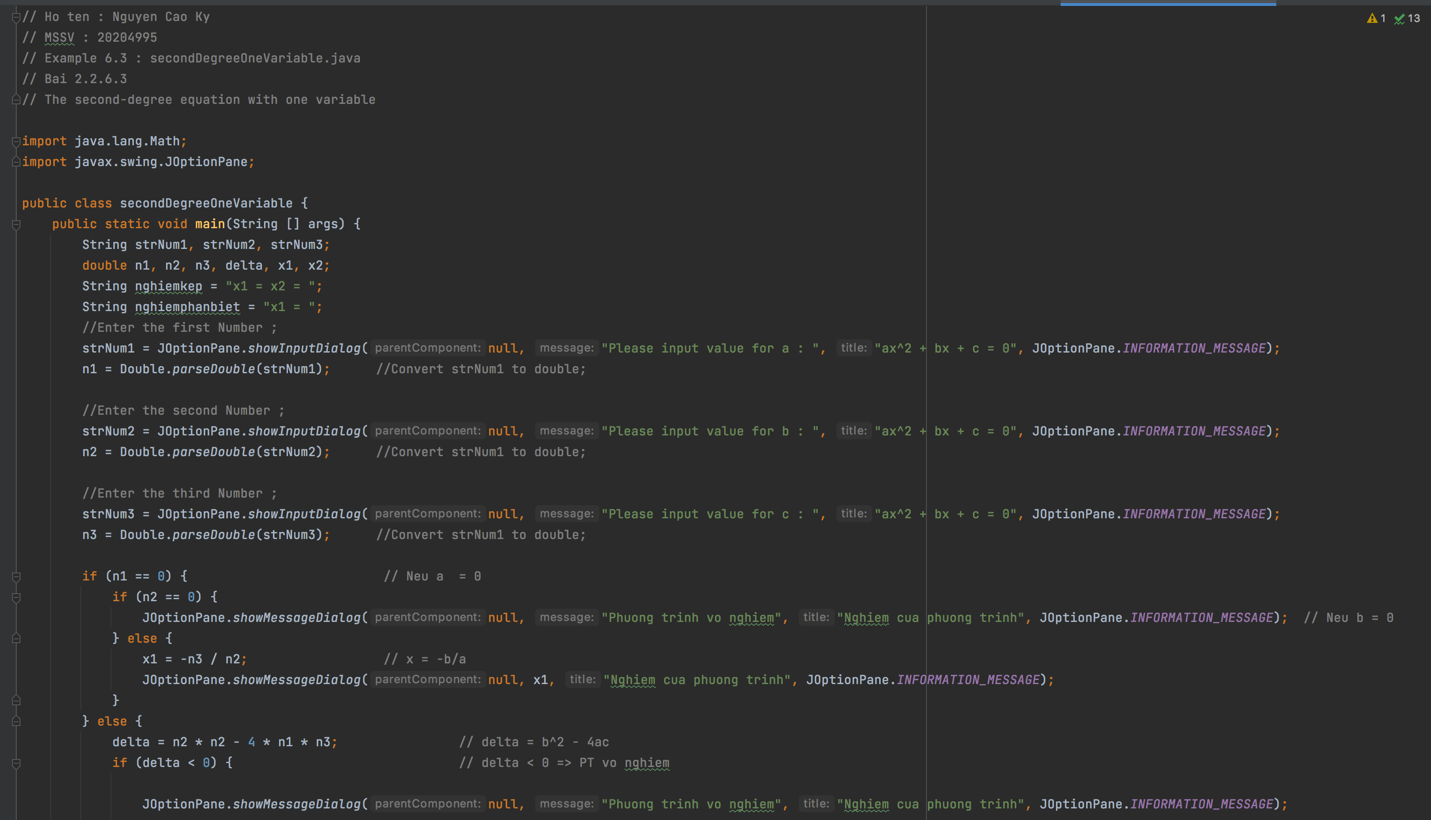 // Ho ten : Nguyen Cao Ky
1 13
// MSSV : 20204995
// Example 6.3 : secondDegreeOneVariable.java
// Bai 2.2.6.3
// The second-degree equation with one variable
import java.lang.Math;
import javax.swing.JOptionPane;
public class secondDegreeOneVariable {
public static void main(String [] args) {
String strNum1, strNum2, strNum3;
double n1, n2, n3, delta, x1, x2;
String nghiemkep = "x1 = x2 = ";
String nghiemphanbiet = "x1 = ";
//Enter the first Number ;
strNum1 = JOptionPane.showInputDialog( parentComponent: null, message: "Please input value for a : ", title: "ax^2 + bx + c = 0", JOptionPane.INFORMATION_MESSAGE);
n1 = Double.parseDouble(strNum1); //Convert strNum1 to double;
//Enter the second Number ;
strNum2 = JOptionPane.showInputDialog( parentComponent: null, message: "Please input value for b : ", title: "ax^2 + bx + c = 0", JOptionPane.INFORMATION_MESSAGE);
n2 = Double.parseDouble(strNum2); //Convert strNum1 to double;
//Enter the third Number ;
strNum3 = JOptionPane.showInputDialog( parentComponent: null, message: "Please input value for c : ", title: "ax^2 + bx + c = 0", JOptionPane.INFORMATION_MESSAGE);
n3 = Double.parseDouble(strNum3); //Convert strNum1 to double;
if (n1 == 0) { // Neu a  = 0
if (n2 == 0) {
JOptionPane.showMessageDialog( parentComponent: null, message: "Phuong trinh vo nghiem", title: "Nghiem cua phuong trinh", JOptionPane.INFORMATION_MESSAGE); // Neu b = 0
} else {
x1 = -n3 / n2; // x = -b/a
JOptionPane.showMessageDialog( parentComponent: null, x1, title: "Nghiem cua phuong trinh", JOptionPane.INFORMATION_MESSAGE);
}
} else {
delta = n2 * n2 - 4 * n1 * n3; // delta = b^2 - 4ac
if (delta < 0) { // delta < 0 => PT vo nghiem
JOptionPane.showMessageDialog( parentComponent: null, message: "Phuong trinh vo nghiem", title: "Nghiem cua phuong trinh", JOptionPane.INFORMATION_MESSAGE);